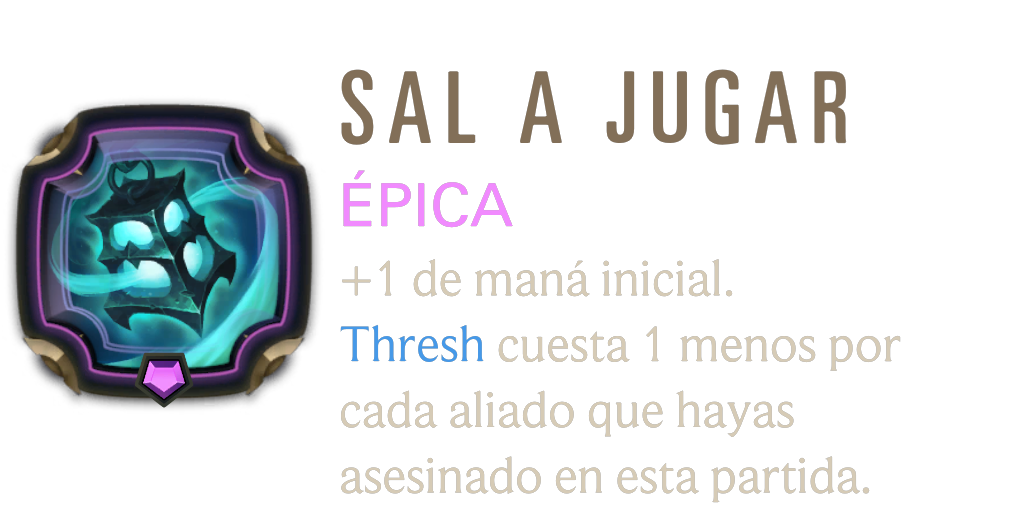 SAL A JUGAR
ÉPICA
+1 de maná inicial.
Thresh cuesta 1 menos por
cada aliado que hayas
asesinado en esta partida.